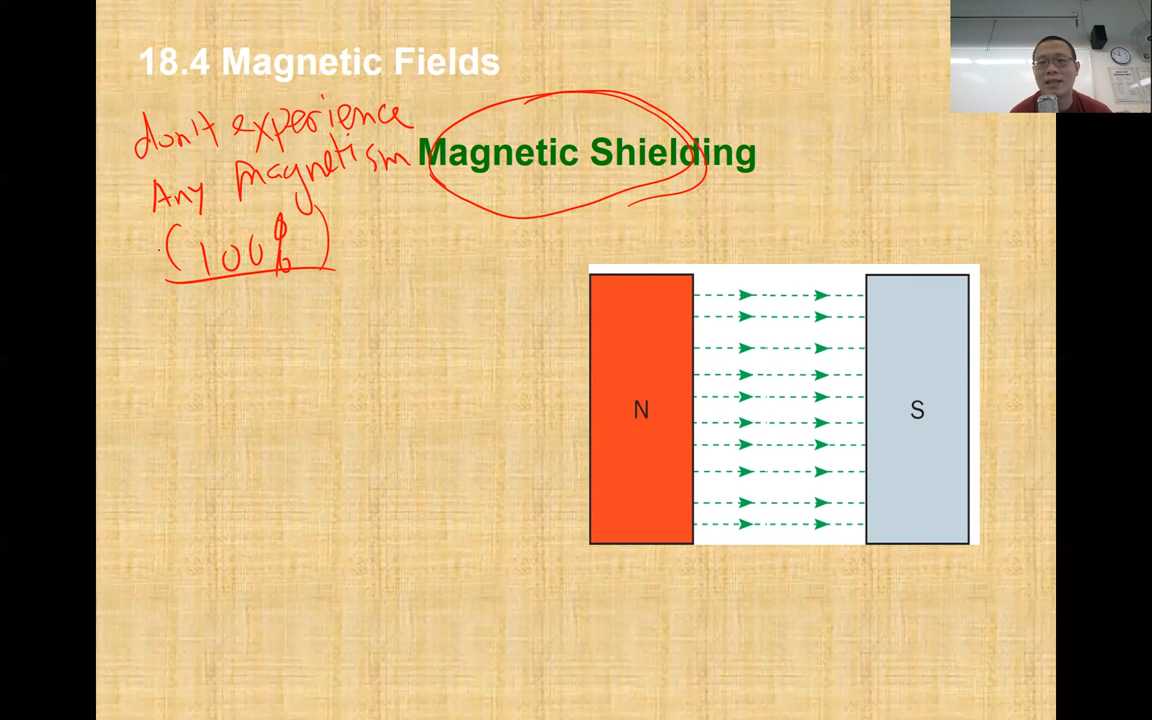 18.4 Magnetic Fields
don't experience
Any magnetism
(100%)
Magnetic Shielding
N
S